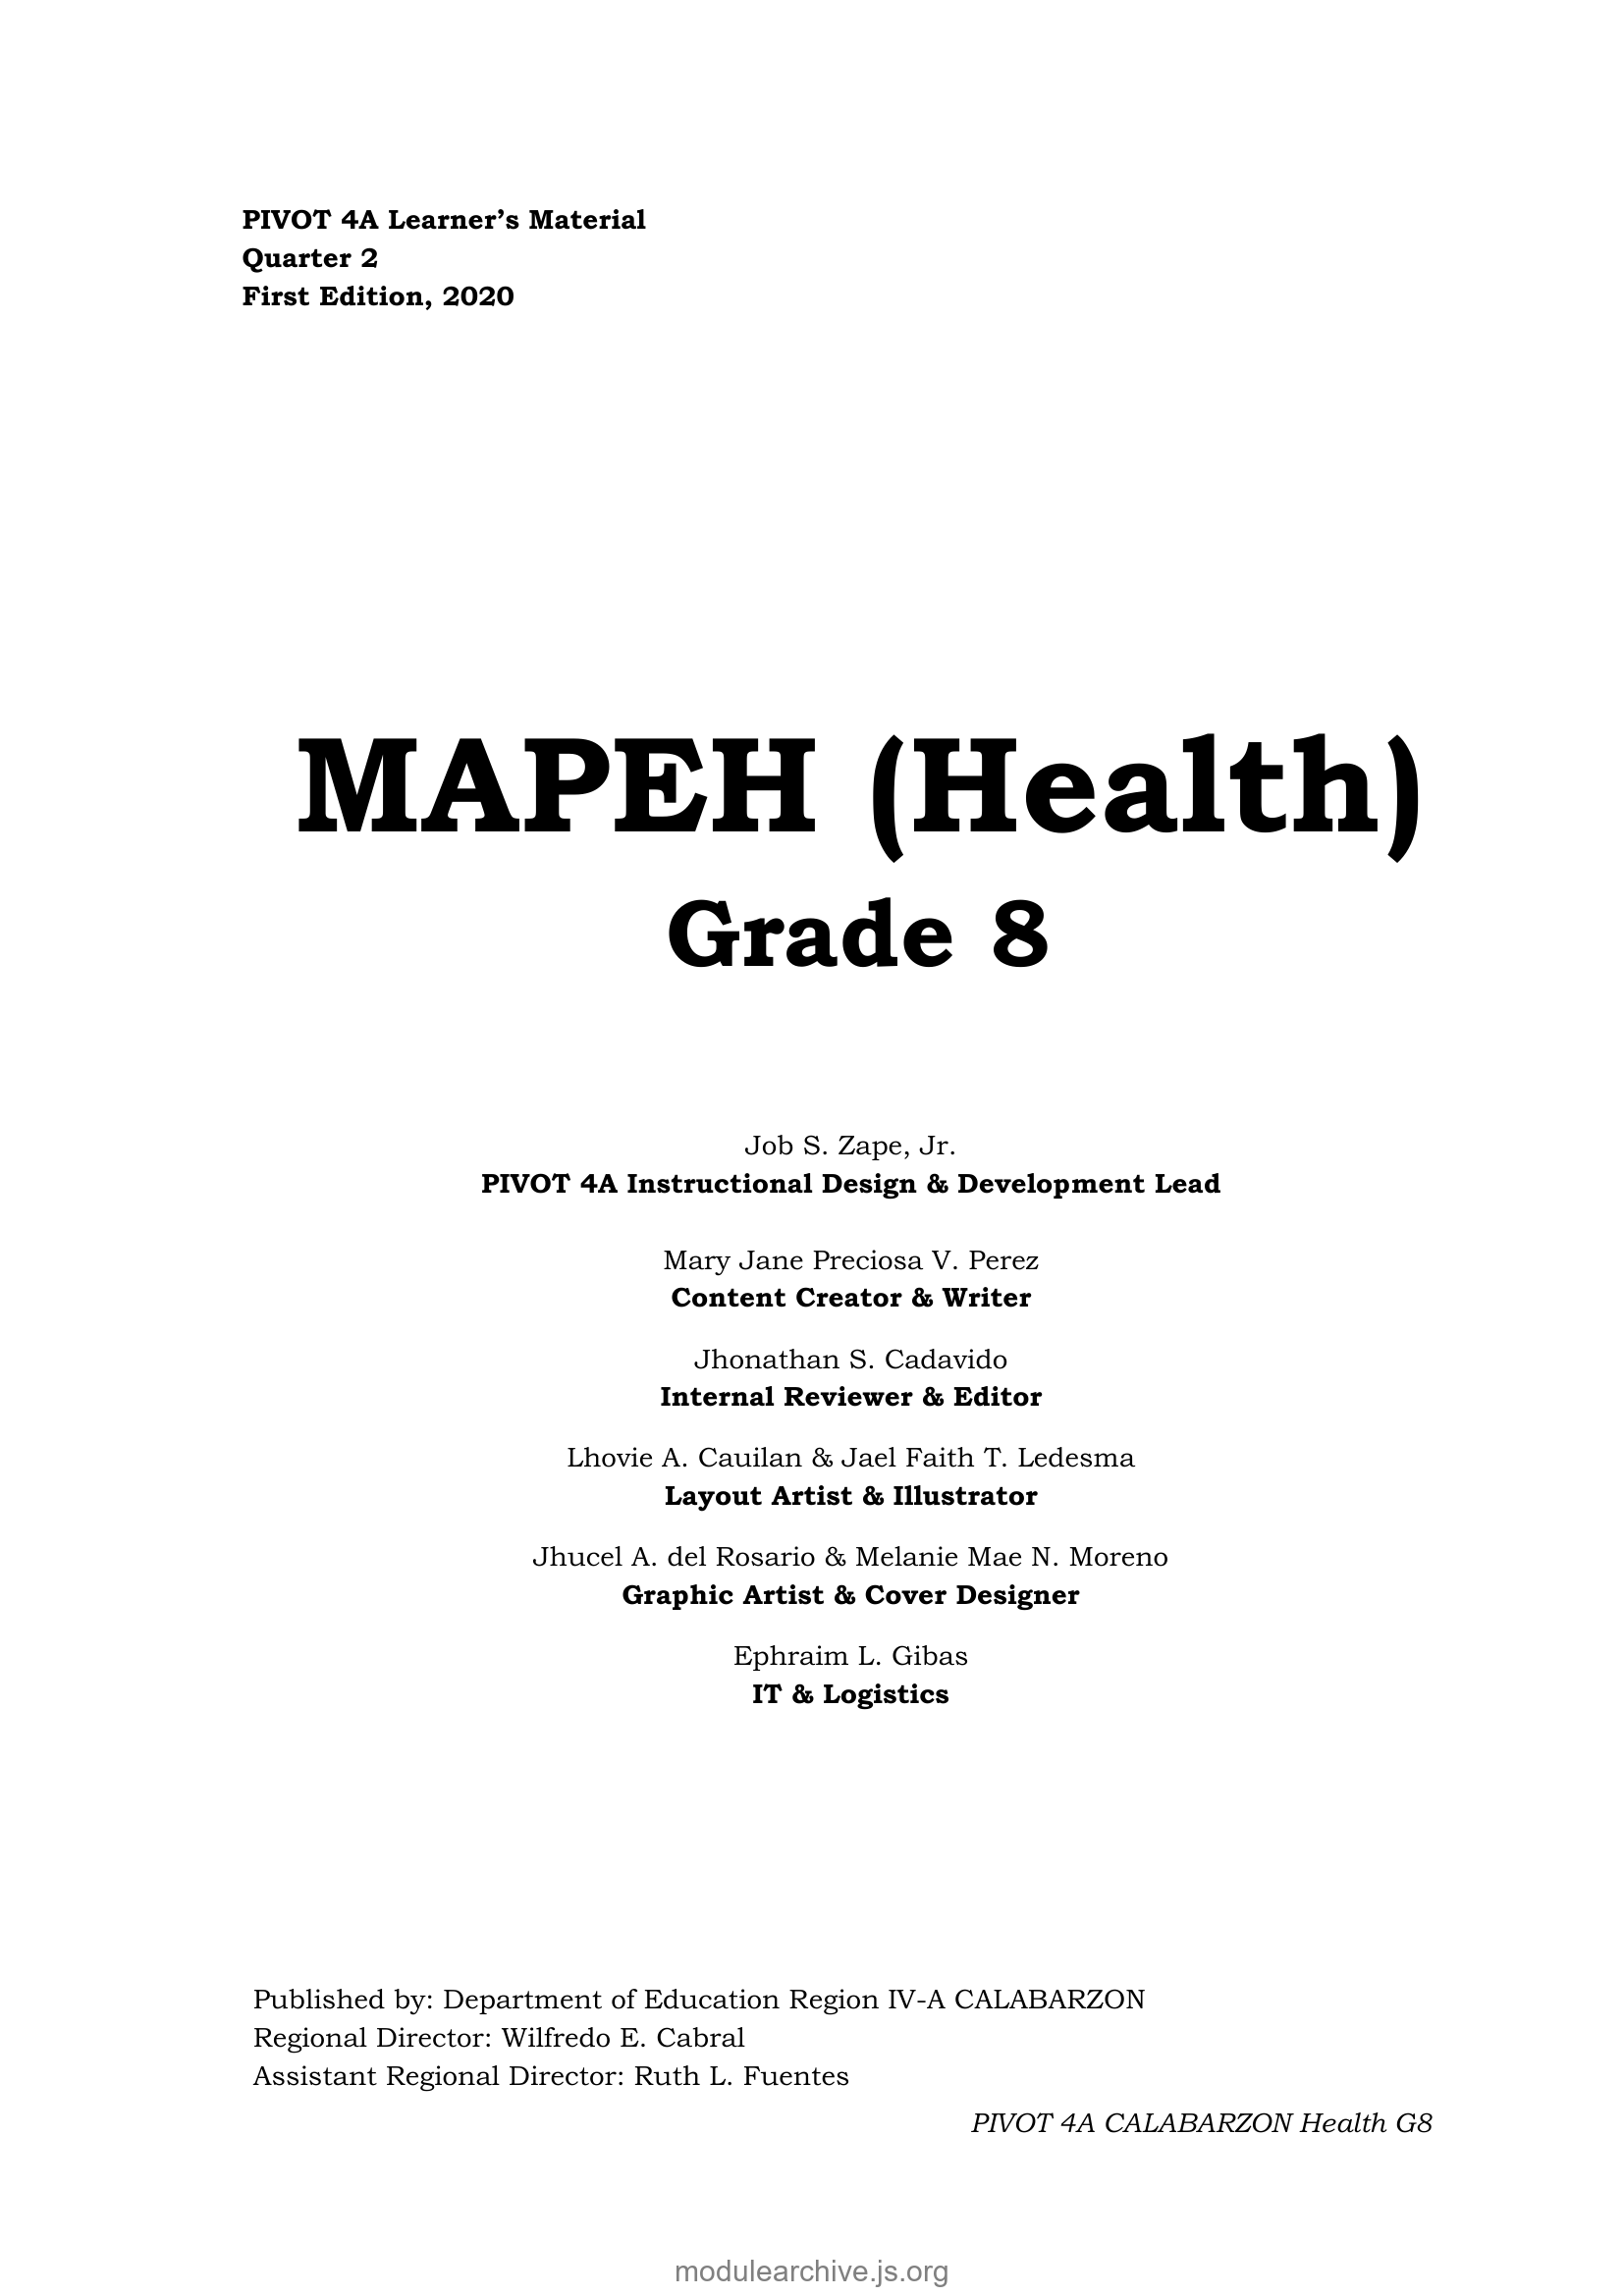 PIVOT 4A Learner’s Material
Quarter 2
First Edition, 2020
MAPEH (Health)
Grade 8
Job S. Zape, Jr.
PIVOT 4A Instructional Design & Development Lead
Mary Jane Preciosa V. Perez
Content Creator & Writer
Jhonathan S. Cadavido
Internal Reviewer & Editor
Lhovie A. Cauilan & Jael Faith T. Ledesma
Layout Artist & Illustrator
Jhucel A. del Rosario & Melanie Mae N. Moreno
Graphic Artist & Cover Designer
Ephraim L. Gibas
IT & Logistics
Published by: Department of Education Region IV-A CALABARZON
Regional Director: Wilfredo E. Cabral
Assistant Regional Director: Ruth L. Fuentes
PIVOT 4A CALABARZON Health G8
modulearchive.js.org